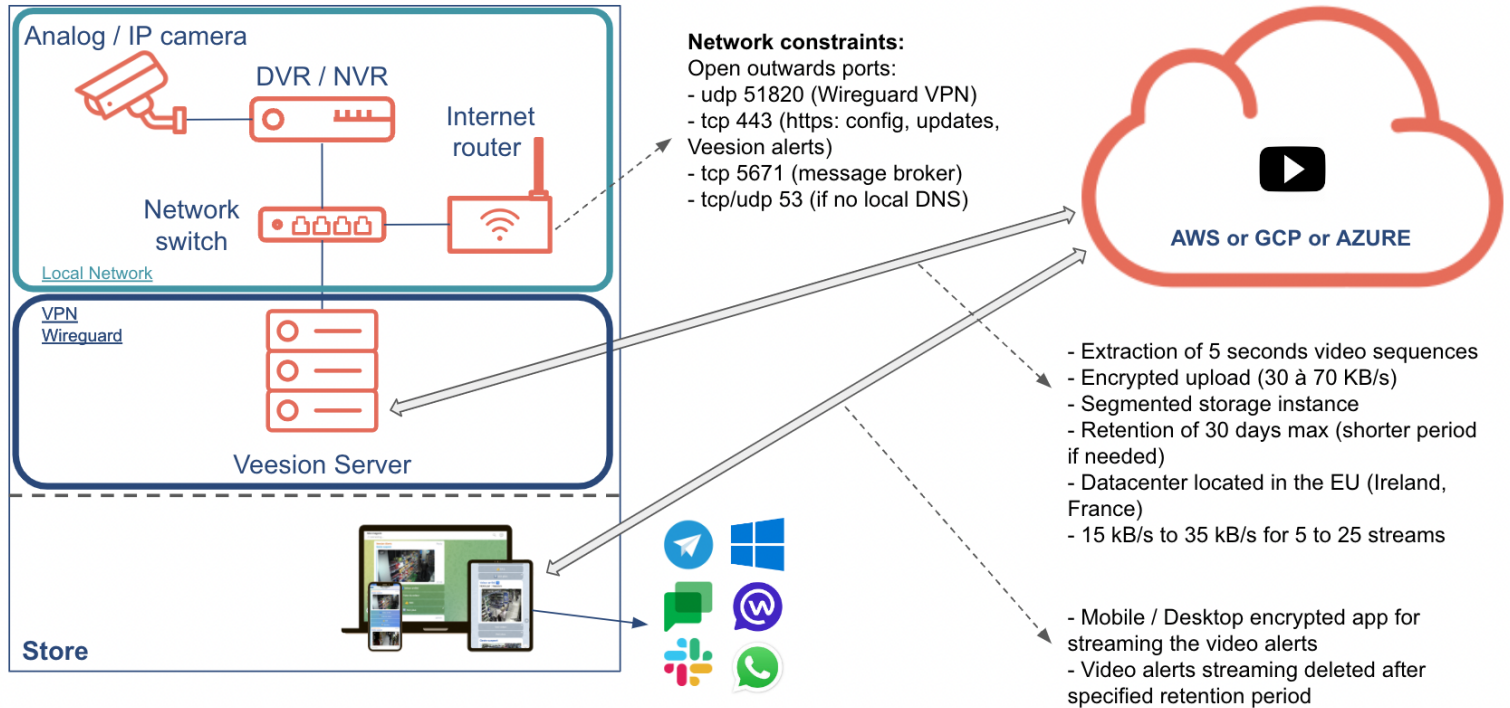 Analog / IP camera
DVR / NVR
Internet
router
Network
switch
Local Network
VPN
Wireguard
Veesion Server
Store
Network constraints:
Open outwards ports:
- udp 51820 (Wireguard VPN)
- tcp 443 (https: config, updates,
Veesion alerts)
- tcp 5671 (message broker)
- tcp/udp 53 (if no local DNS)
AWS or GCP or AZURE
- Extraction of 5 seconds video sequences
- Encrypted upload (30 à 70 KB/s)
- Segmented storage instance
- Retention of 30 days max (shorter period
if needed)
- Datacenter located in the EU (Ireland,
France)
- 15 kB/s to 35 kB/s for 5 to 25 streams
- Mobile / Desktop encrypted app for
streaming the video alerts
- Video alerts streaming deleted after
specified retention period